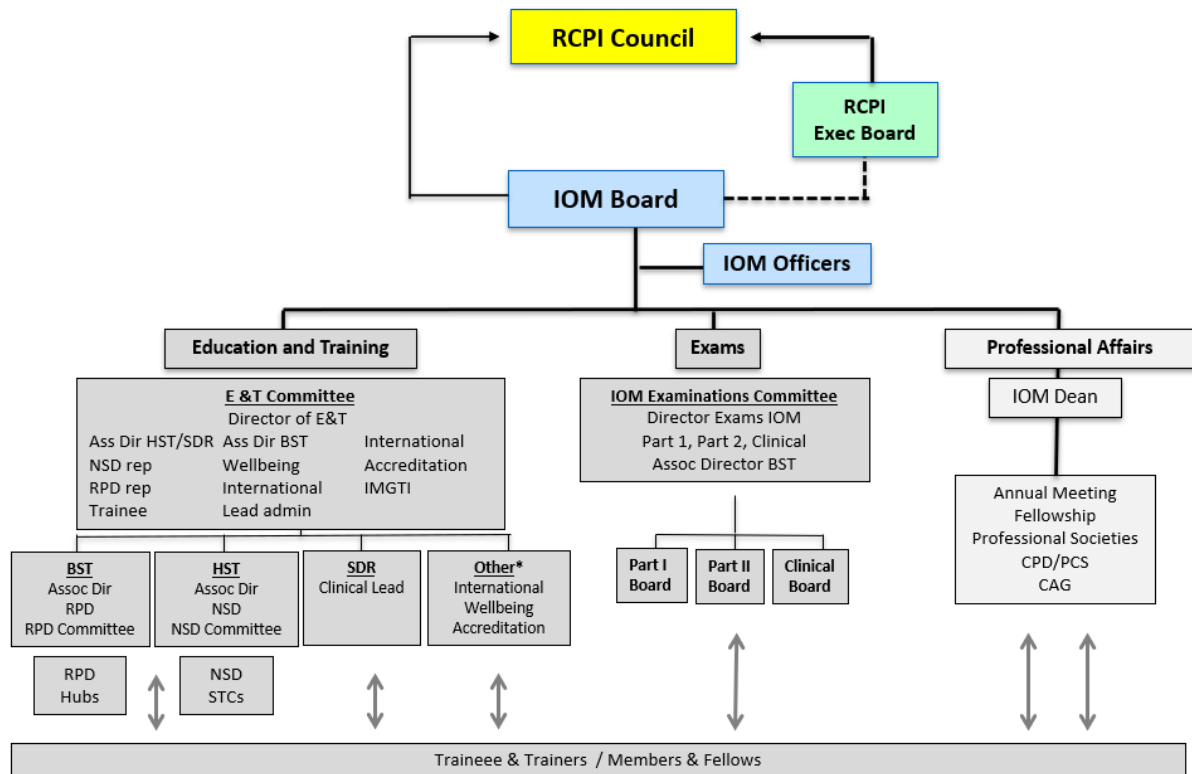 RCPI Council
RCPI
Exec Board
IOM Board
IOM Officers
Education and Training
Exams
Professional Affairs
E &T Committee
Director of E&T
Ass Dir HST/SDR Ass Dir BST International
NSD rep Wellbeing Accreditation
RPD rep International IMGTI
Trainee Lead admin
IOM Examinations Committee
Director Exams IOM
Part 1, Part 2, Clinical
Assoc Director BST
IOM Dean
Annual Meeting
Fellowship
Professional Societies
CPD/PCS
CAG
BST
Assoc Dir
RPD
RPD Committee
HST
Assoc Dir
NSD
NSD Committee
SDR
Clinical Lead
Other*
International
Wellbeing
Accreditation
Part I
Board
Part II
Board
Clinical
Board
RPD
Hubs
NSD
STCs
Traineee & Trainers / Members & Fellows